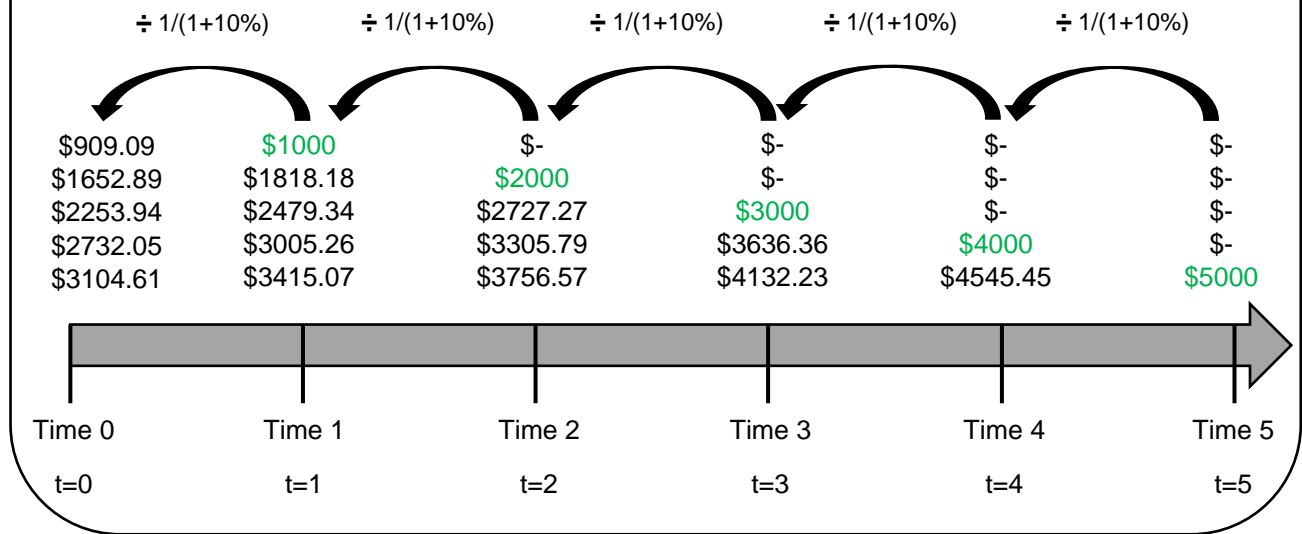 ÷ 1/(1+10%) ÷ 1/(1+10%) ÷ 1/(1+10%) ÷ 1/(1+10%) ÷ 1/(1+10%)
$909.09 $1000 $- $- $- $-
$1652.89 $1818.18 $2000 $- $- $-
$2253.94 $2479.34 $2727.27 $3000 $- $-
$2732.05 $3005.26 $3305.79 $3636.36 $4000 $-
$3104.61 $3415.07 $3756.57 $4132.23 $4545.45 $5000
Time 0 Time 1 Time 2 Time 3 Time 4 Time 5
t=0 t=1 t=2 t=3 t=4 t=5